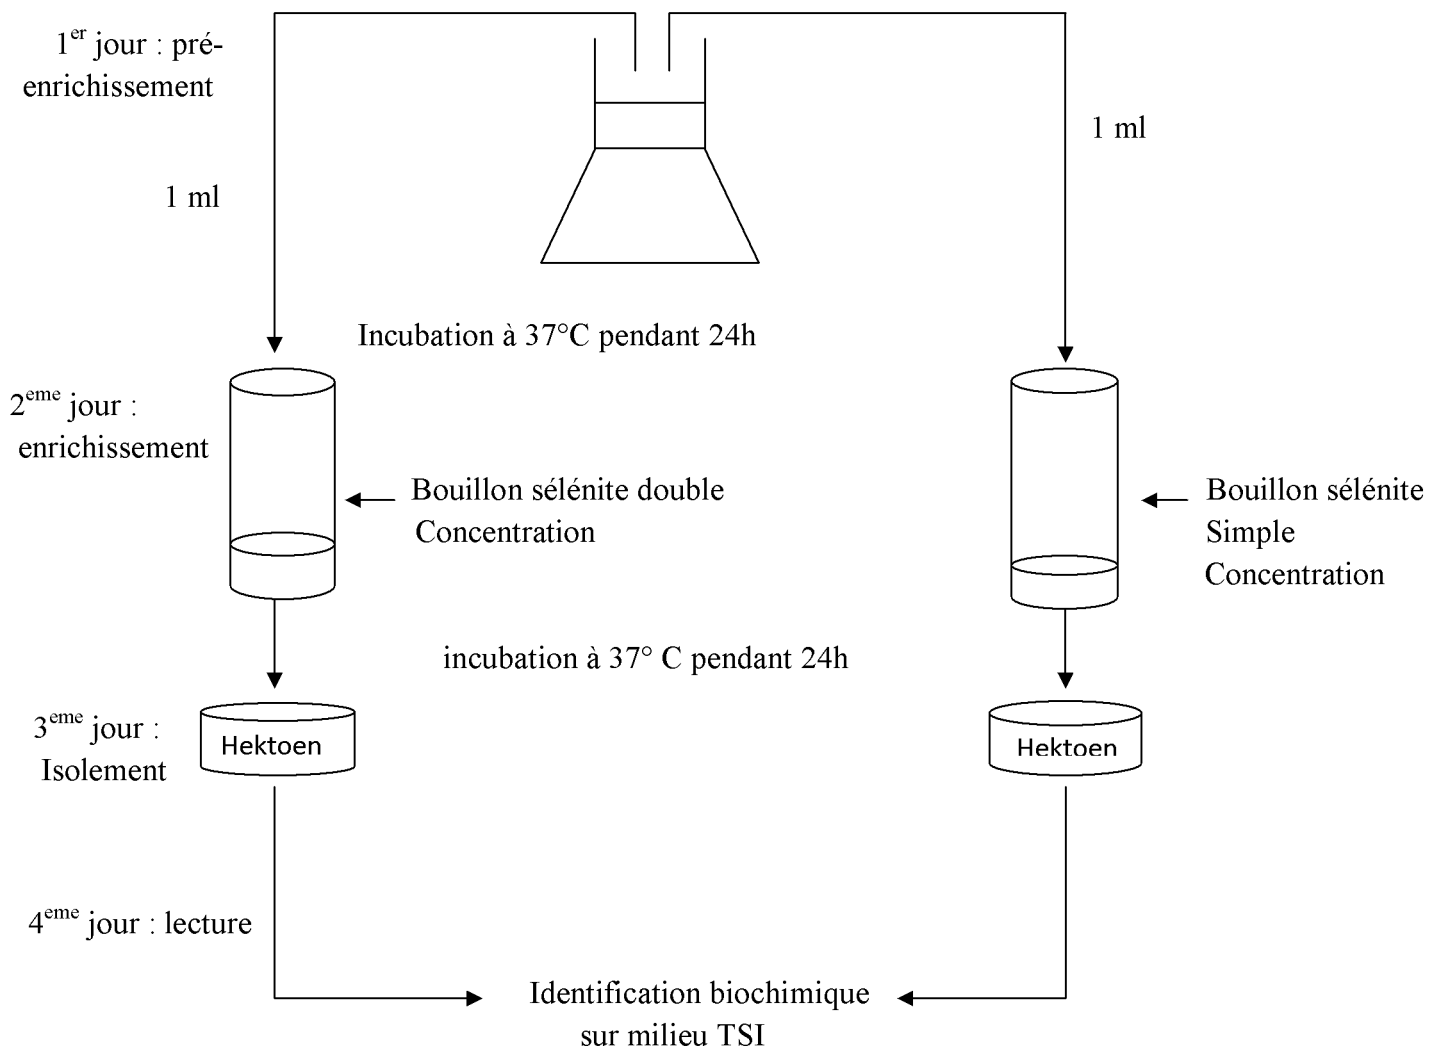 1er jour : pré-
enrichissement
1 ml
1 ml
Incubation à 37°C pendant 24h
2eme jour :
enrichissement
Bouillon sélénite double
Concentration
Bouillon sélénite
Simple
Concentration
incubation à 37° C pendant 24h
3eme jour :
Isolement
Hektoen
Hektoen
4eme jour : lecture
Identification biochimique
sur milieu TSI